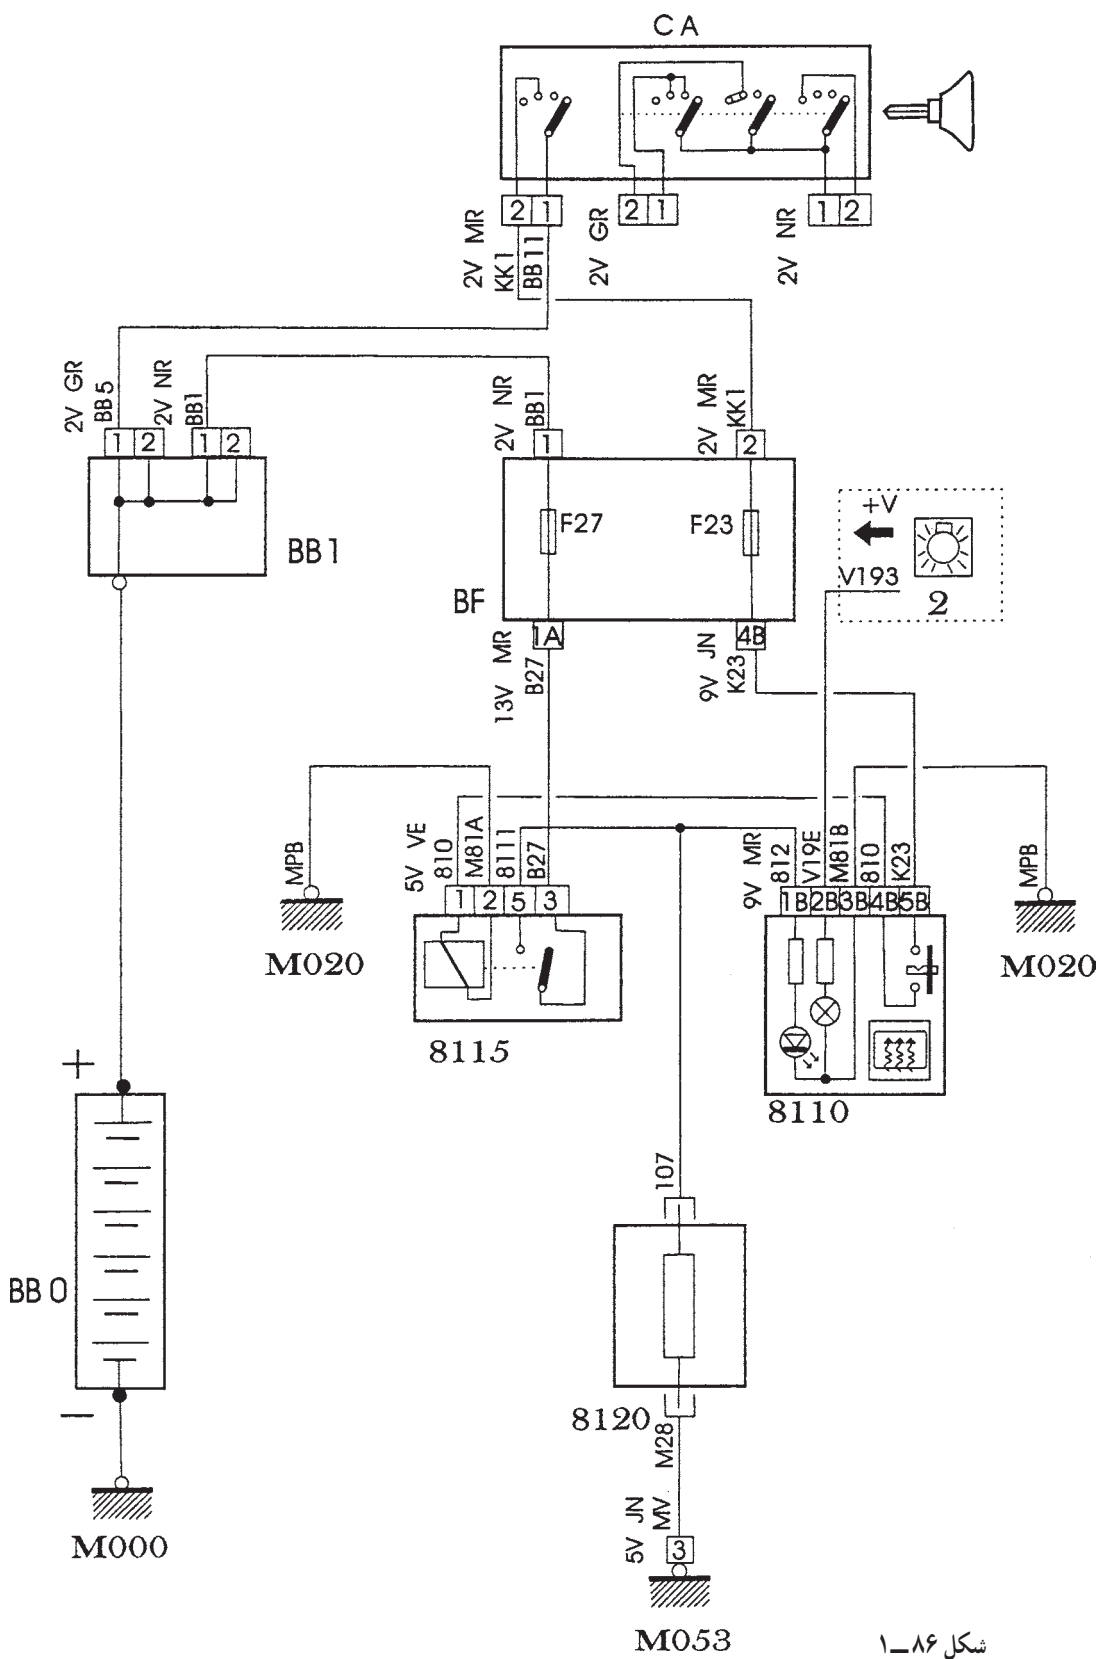 CA
2 1
2 1
1 2
2V MR
KK1
BB11
2V GR
2V NR
2V GR
BB5
2V NR
BB1
2V NR
BB1
2V MR
KK1
1 2
1 2
1
2
BB1
F27
F23
BF
+V
V193
2
1A
4B
13V MR
B27
9V JN
K23
MPB
5V VE
810
M81A
8111
B27
9V MR
812
V19E
M81B
810
K23
MPB
1 2 5 3
1B 2B 3B 4B 5B
M020
M020
8115
8110
+
107
BB0
8120
M28
–
5V JN
MV
3
M000
M053
شکل ۸۶ــ۱